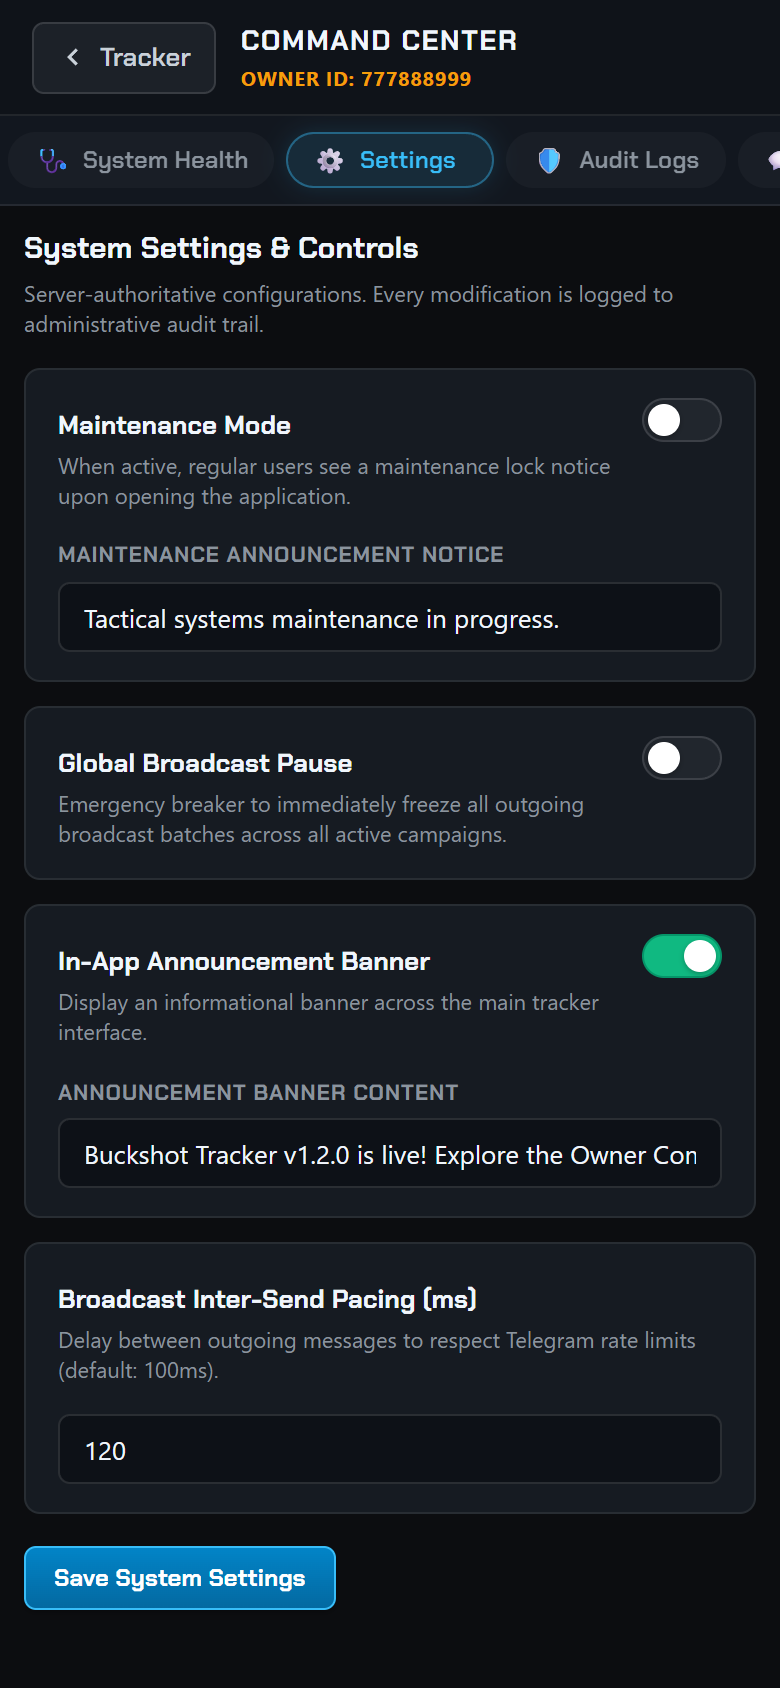 Tracker
COMMAND CENTER
OWNER ID: 777888999
System Health
Settings
Audit Logs
System Settings & Controls
Server-authoritative configurations. Every modification is logged to
administrative audit trail.
Maintenance Mode
When active, regular users see a maintenance lock notice
upon opening the application.
MAINTENANCE ANNOUNCEMENT NOTICE
Tactical systems maintenance in progress.
Global Broadcast Pause
Emergency breaker to immediately freeze all outgoing
broadcast batches across all active campaigns.
In-App Announcement Banner
Display an informational banner across the main tracker
interface.
ANNOUNCEMENT BANNER CONTENT
Buckshot Tracker v1.2.0 is live! Explore the Owner
Broadcast Inter-Send Pacing (ms)
Delay between outgoing messages to respect Telegram rate limits
(default: 100ms).
120
Save System Settings